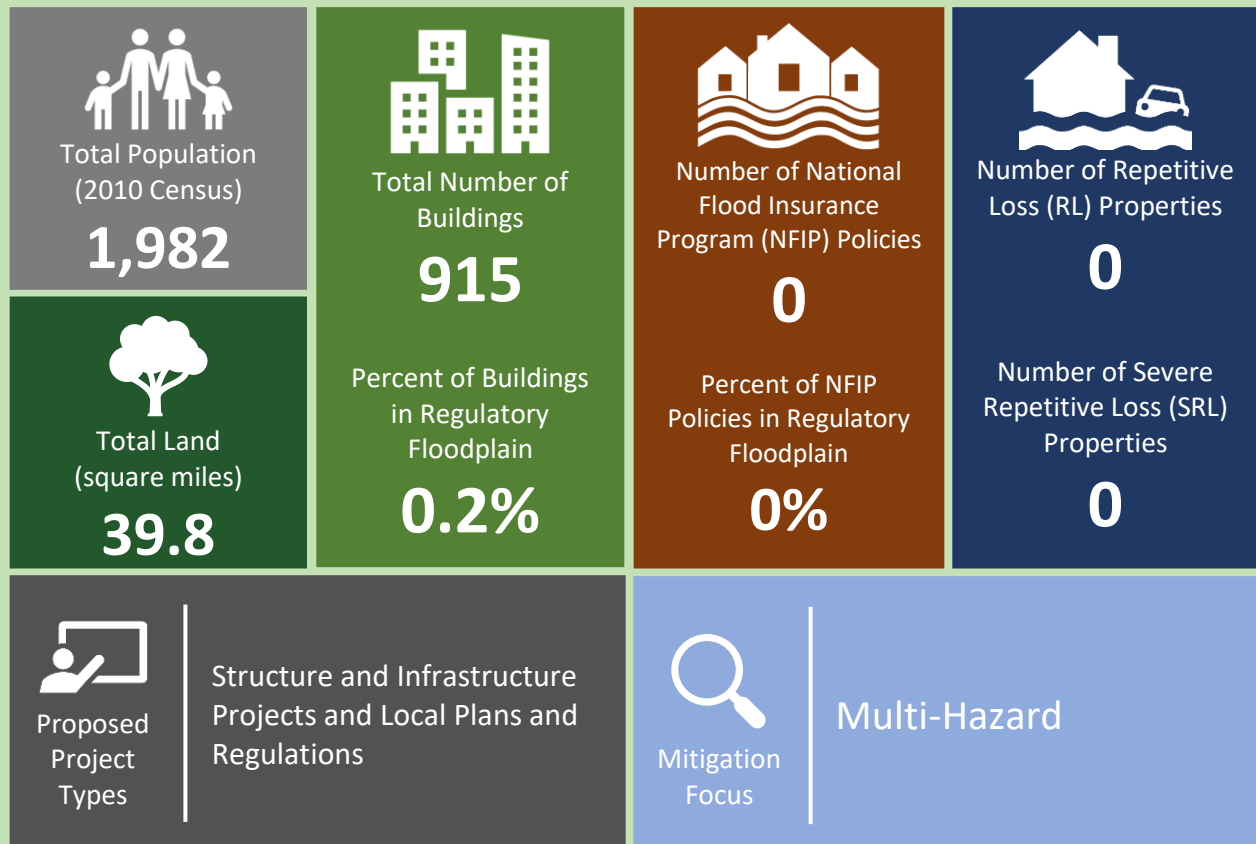 Total Population
(2010 Census)
1,982
Total Land
(square miles)
39.8
Total Number of
Buildings
915
Percent of Buildings
in Regulatory
Floodplain
0.2%
Number of National
Flood Insurance
Program (NFIP) Policies
0
Percent of NFIP
Policies in Regulatory
Floodplain
0%
Number of Repetitive
Loss (RL) Properties
0
Number of Severe
Repetitive Loss (SRL)
Properties
0
Proposed
Project
Types
Structure and Infrastructure
Projects and Local Plans and
Regulations
Mitigation
Focus
Multi-Hazard